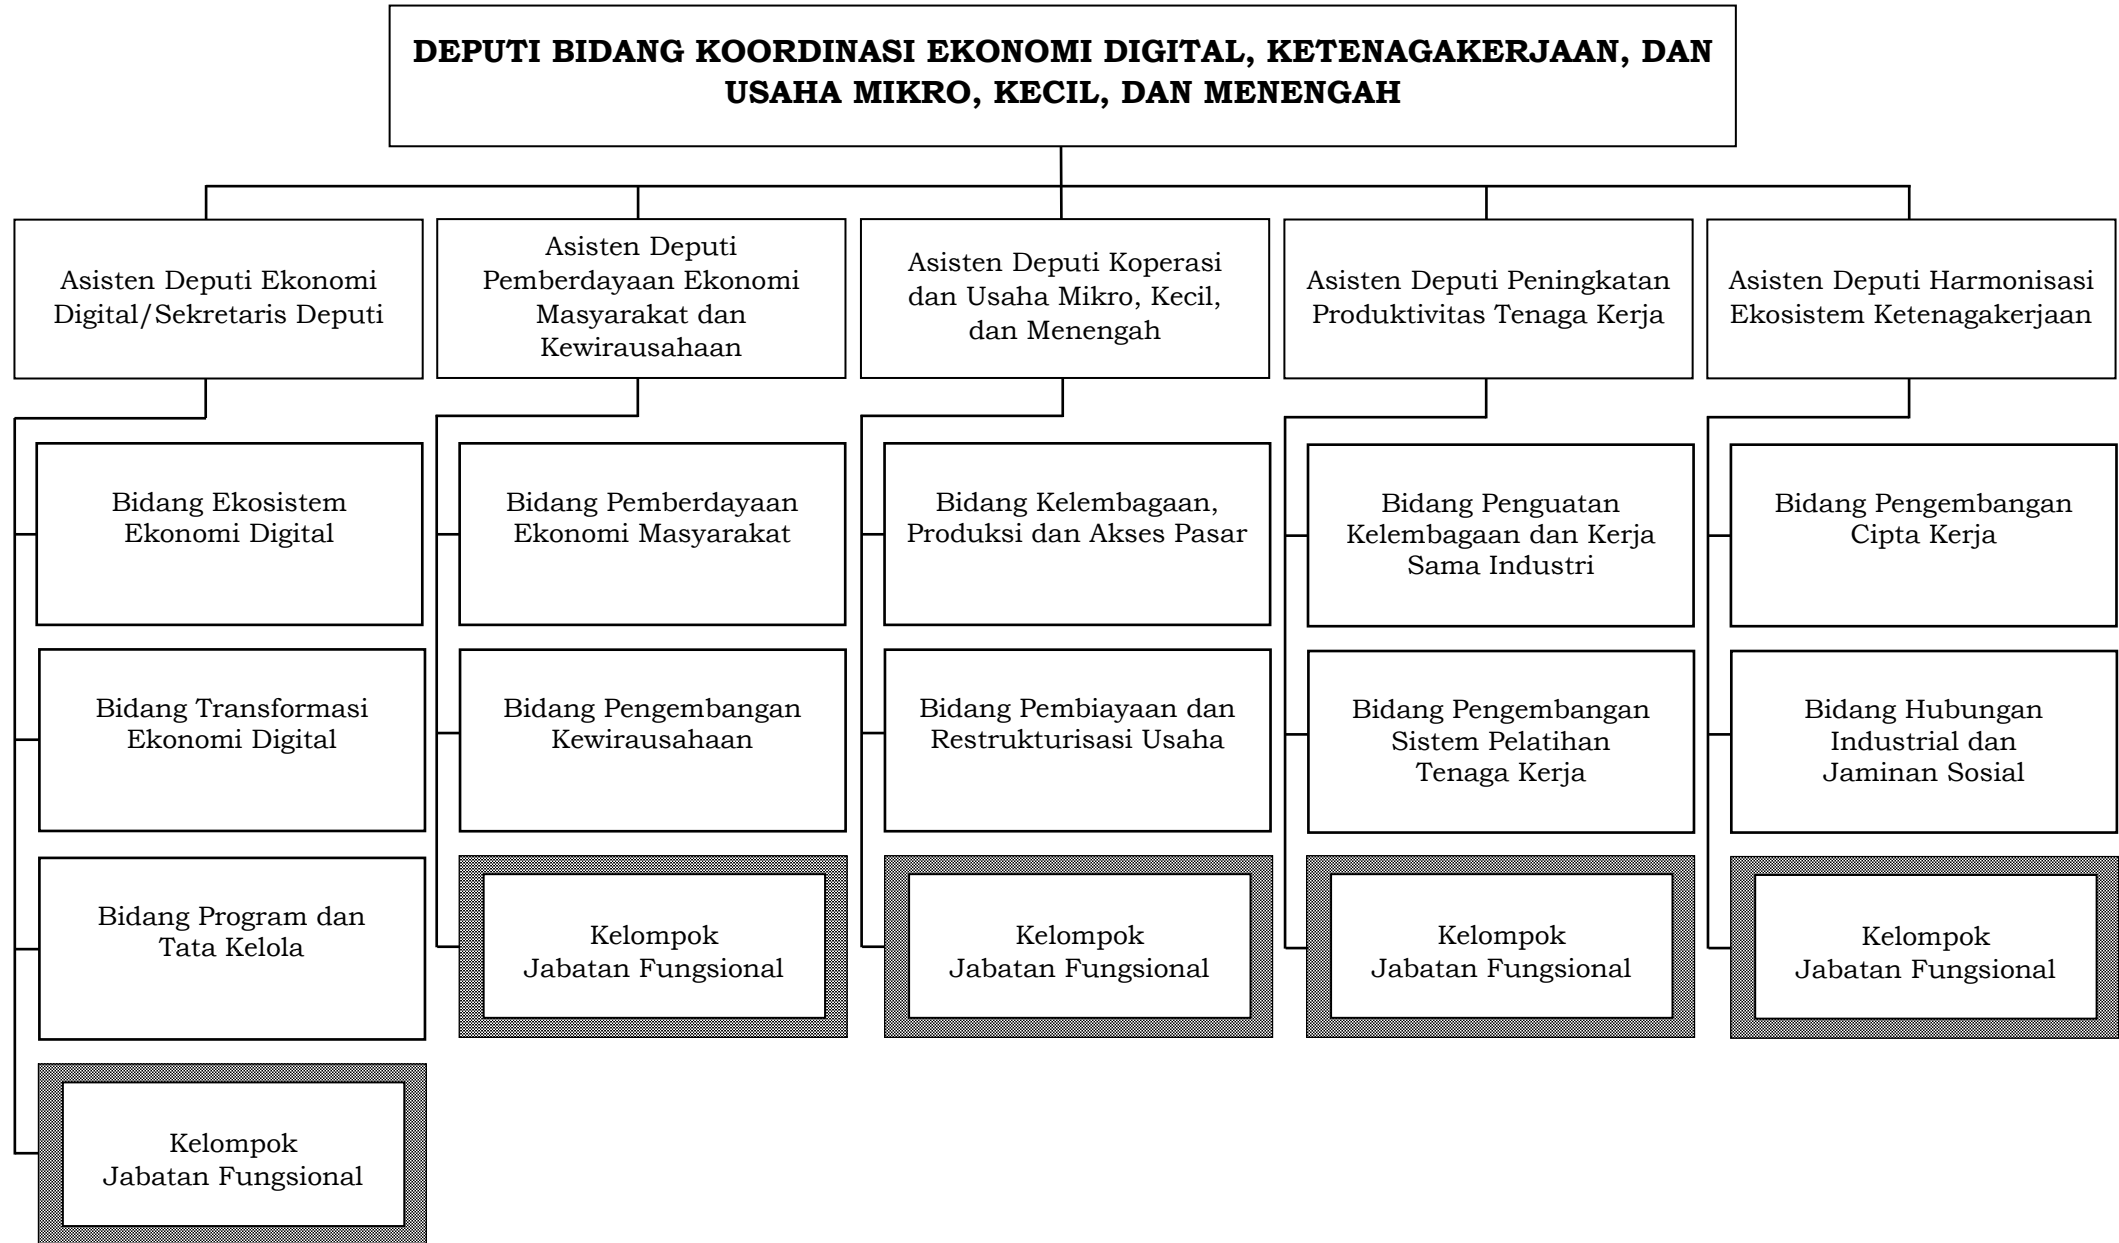 DEPUTI BIDANG KOORDINASI EKONOMI DIGITAL, KETENAGAKERJAAN, DAN
USAHA MIKRO, KECIL, DAN MENENGAH
Asisten Deputi Ekonomi
Digital/Sekretaris Deputi
Asisten Deputi
Pemberdayaan Ekonomi
Masyarakat dan
Kewirausahaan
Asisten Deputi Koperasi
dan Usaha Mikro, Kecil,
dan Menengah
Asisten Deputi Peningkatan
Produktivitas Tenaga Kerja
Asisten Deputi Harmonisasi
Ekosistem Ketenagakerjaan
Bidang Ekosistem
Ekonomi Digital
Bidang Pemberdayaan
Ekonomi Masyarakat
Bidang Kelembagaan,
Produksi dan Akses Pasar
Bidang Penguatan
Kelembagaan dan Kerja
Sama Industri
Bidang Pengembangan
Cipta Kerja
Bidang Transformasi
Ekonomi Digital
Bidang Pengembangan
Kewirausahaan
Bidang Pembiayaan dan
Restrukturisasi Usaha
Bidang Pengembangan
Sistem Pelatihan
Tenaga Kerja
Bidang Hubungan
Industrial dan
Jaminan Sosial
Bidang Program dan
Tata Kelola
Kelompok
Jabatan Fungsional
Kelompok
Jabatan Fungsional
Kelompok
Jabatan Fungsional
Kelompok
Jabatan Fungsional
Kelompok
Jabatan Fungsional